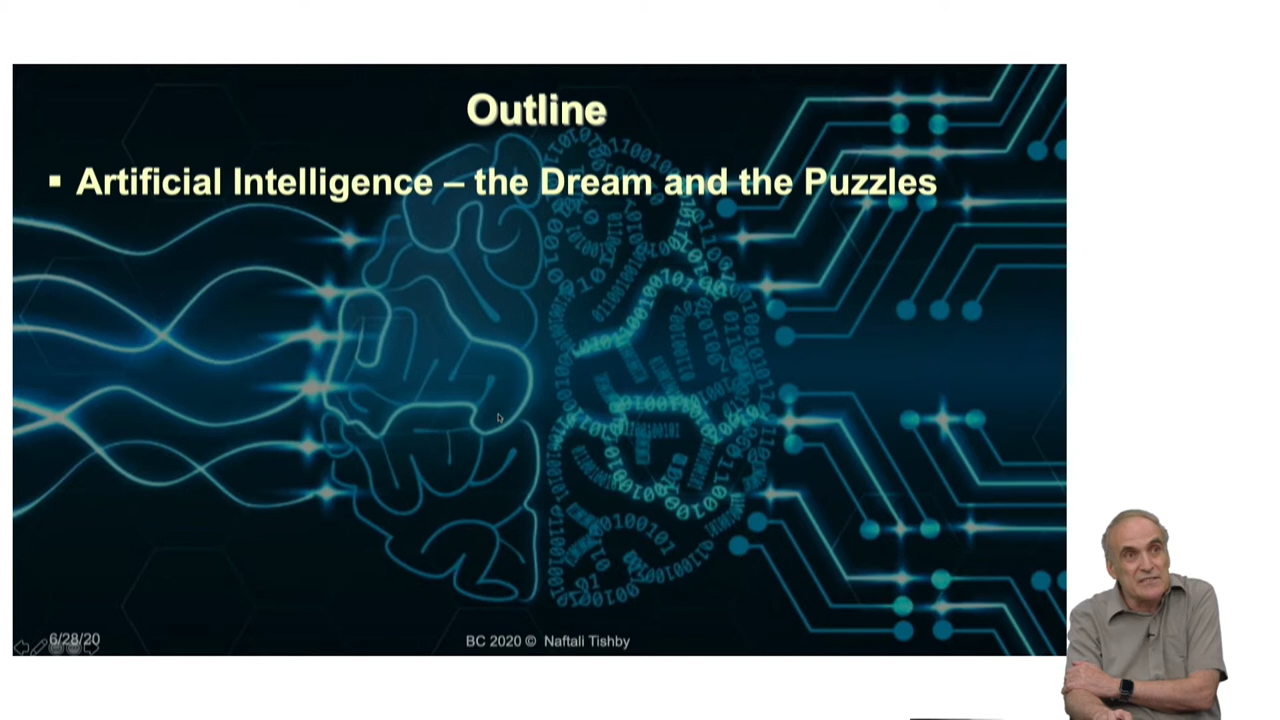 Outline
▪ Artificial Intelligence – the Dream and the Puzzles
6/28/20
BC 2020 © Naftali Tishby